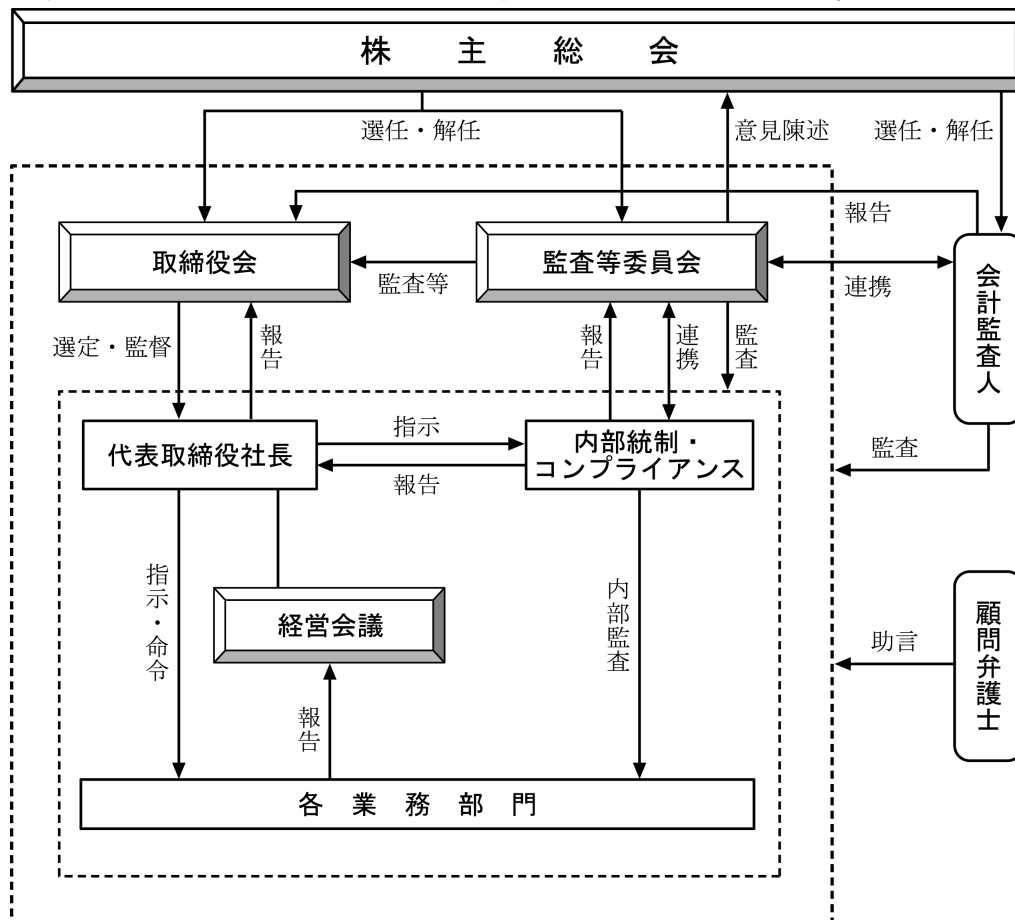 株主総会
選任・解任
意見陳述
選任・解任
報告
取締役会
監査等委員会
監査等
連携
会計監査人
選定・監督
報告
報告
連携
監査
代表取締役社長
指示
報告
内部統制・
コンプライアンス
監査
指示・命令
経営会議
内部監査
助言
顧問弁護士
報告
各業務部門